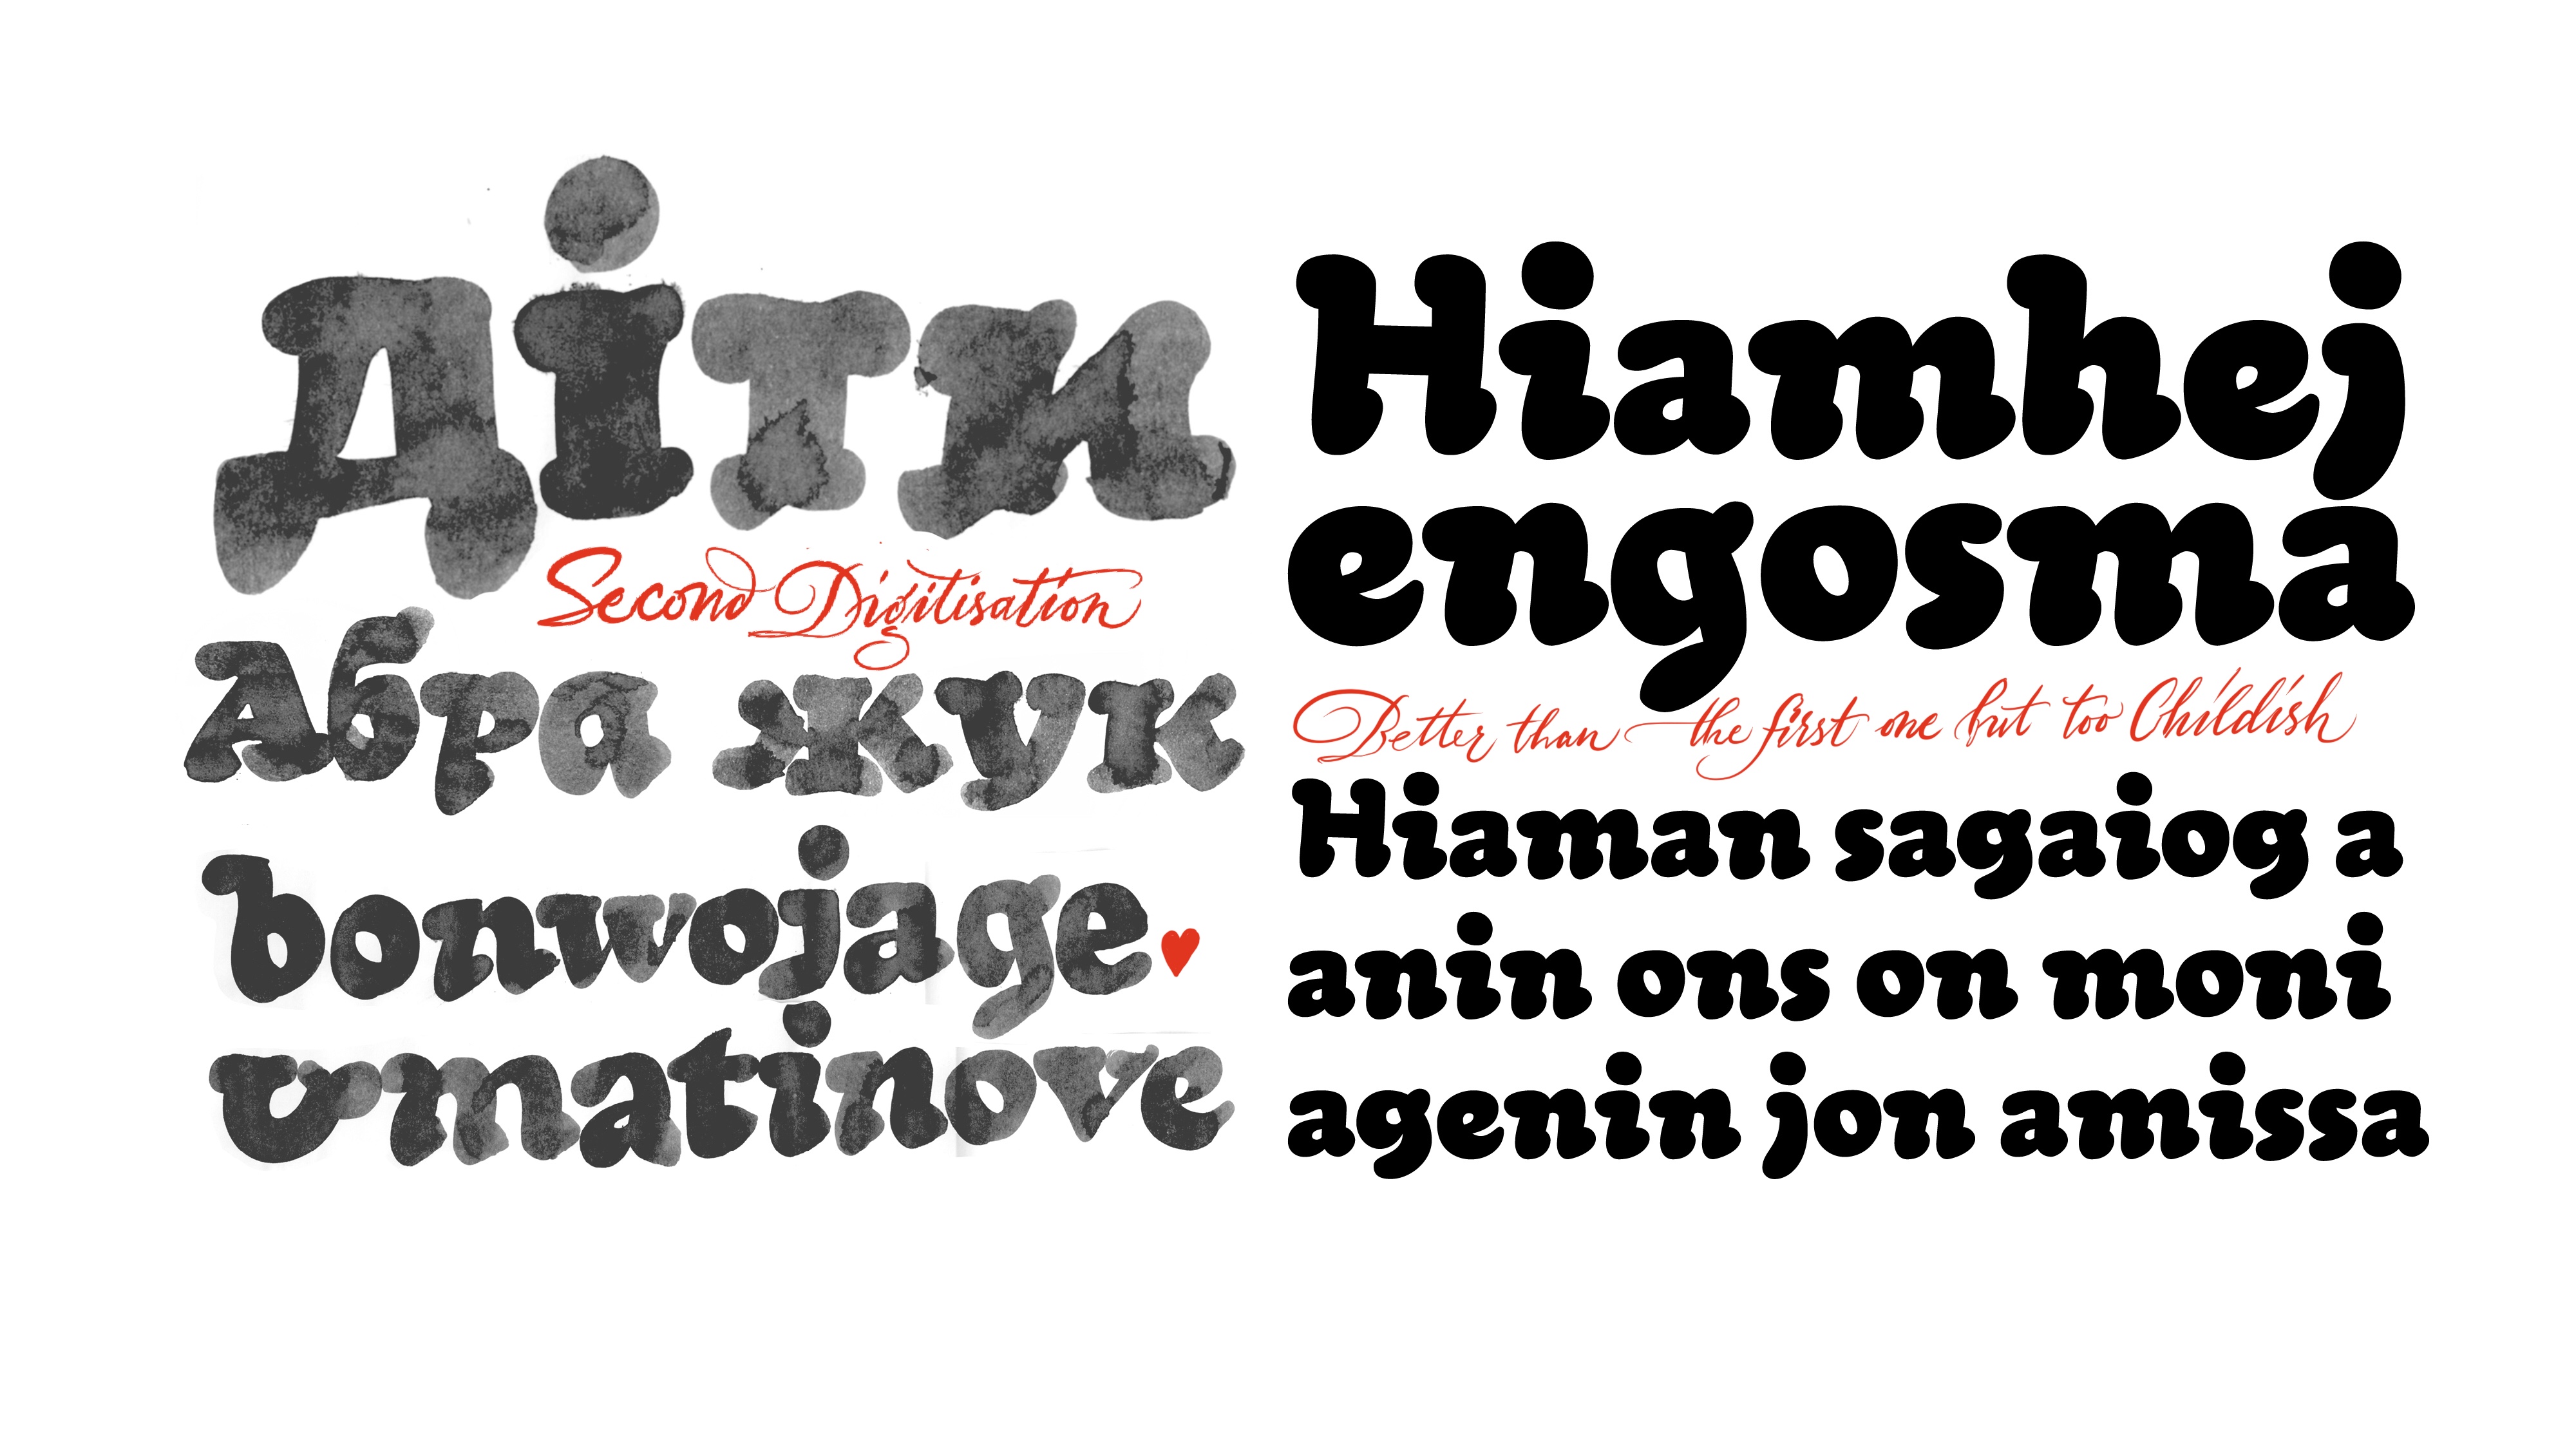 Діти
Second Digitisation
Абра жук
bonwojage.
vmatinove
Hiamhej
engosma
Better than the first one but too Childish
Hiaman sagaiog a
anin ons on moni
agenin jon amissa